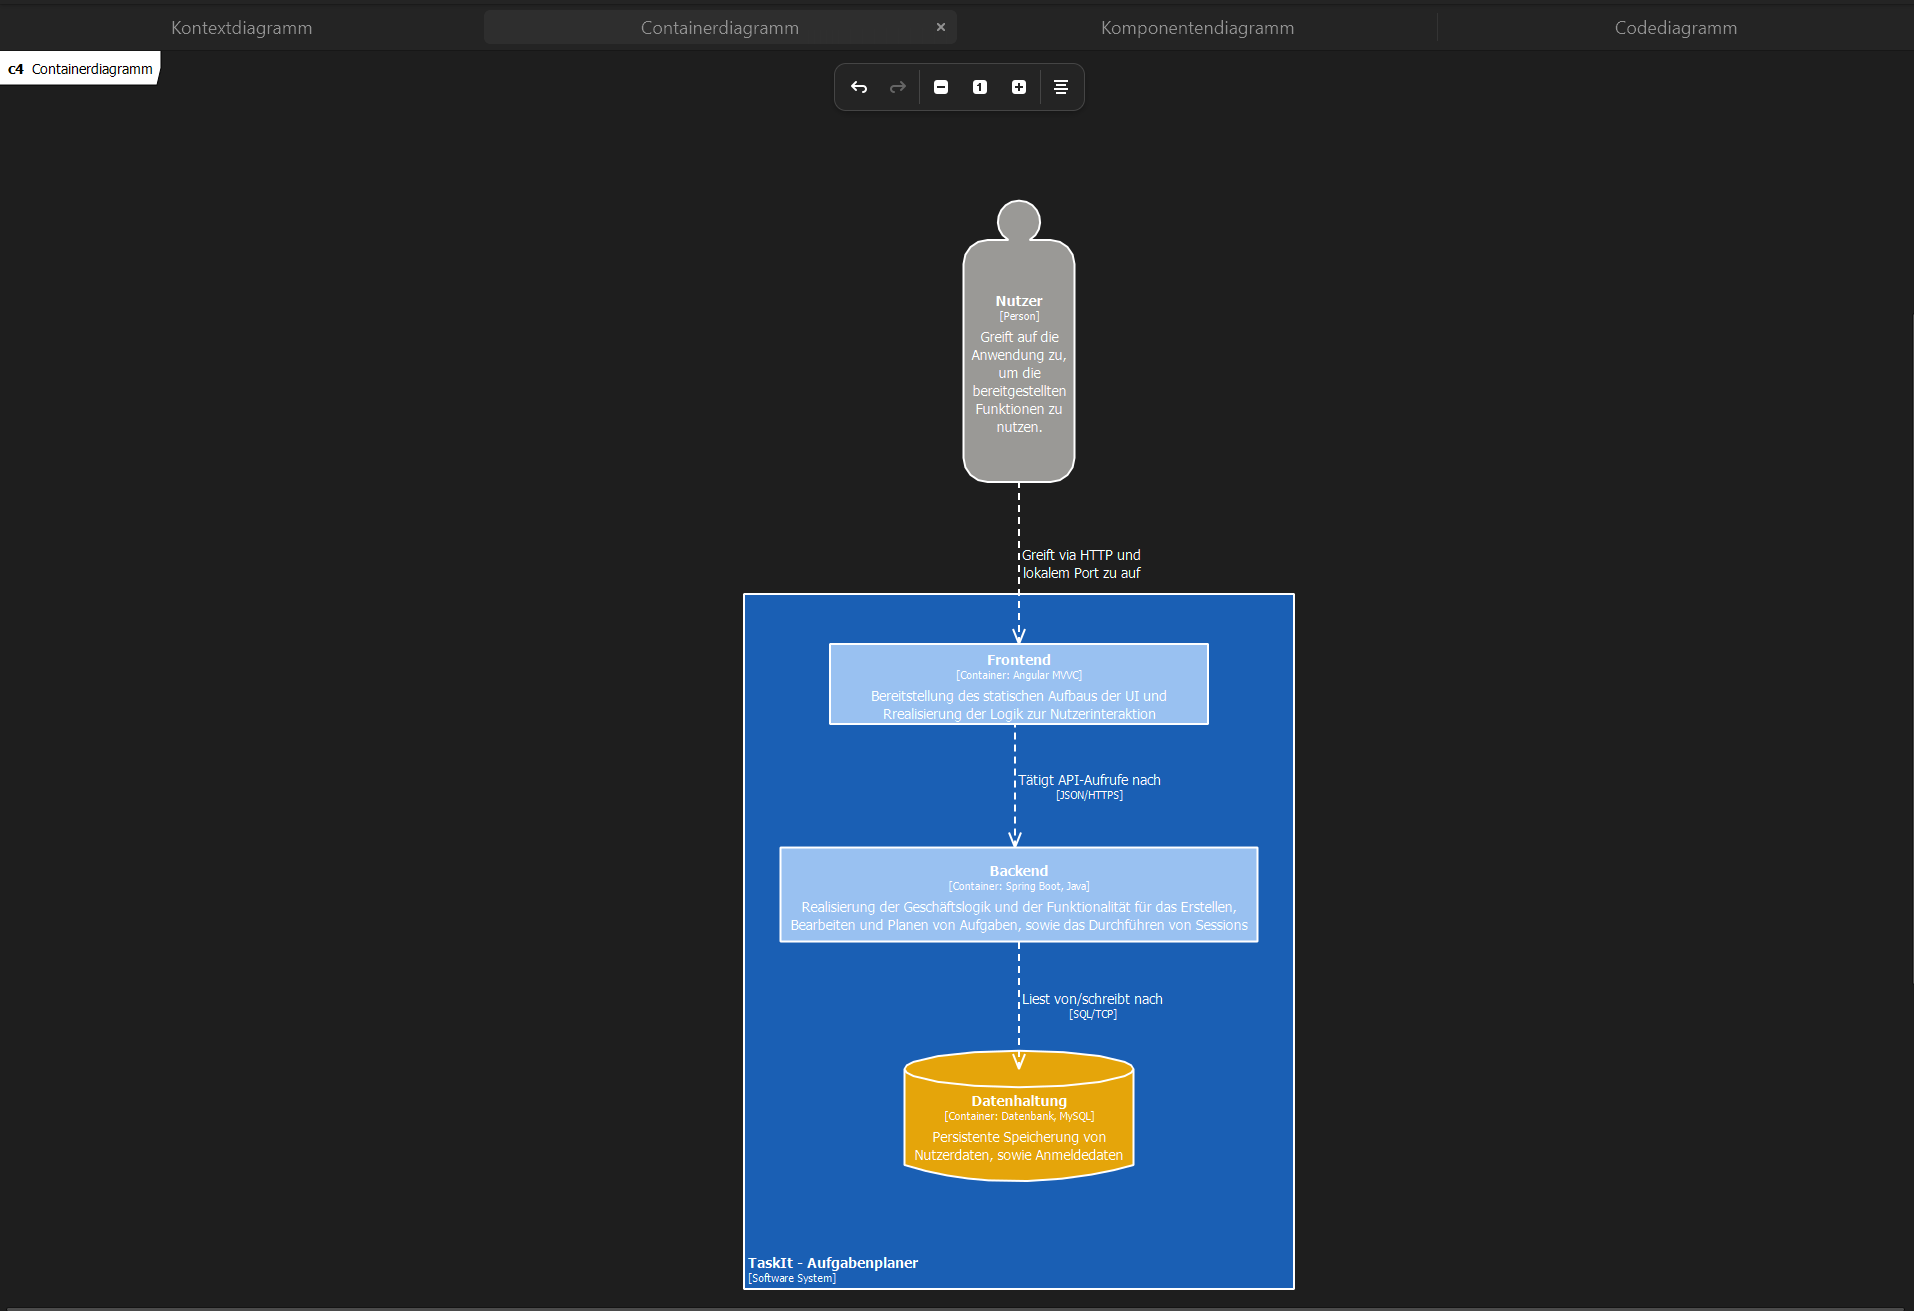 Kontextdiagramm
Containerdiagramm
Komponentendiagramm
Codediagramm
c4 Containerdiagramm
1
Nutzer
[Person]
Greift auf die
Anwendung zu,
um die
bereitgestellten
Funktionen zu
nutzen.
Greift via HTTP und
lokalem Port zu auf
Frontend
[Container: Angular MVVC]
Bereitstellung des statischen Aufbaus der UI und
Rrealisierung der Logik zur Nutzerinteraktion
Tätigt API-Aufrufe nach
[JSON/HTTPS]
Backend
[Container: Spring Boot, Java]
Realisierung der Geschäftslogik und der Funktionalität für das Erstellen,
Bearbeiten und Planen von Aufgaben, sowie das Durchführen von Sessions
Liest von/schreibt nach
[SQL/TCP]
Datenhaltung
[Container: Datenbank, MySQL]
Persistente Speicherung von
Nutzerdaten, sowie Anmeldedaten
TaskIt - Aufgabenplaner
[Software System]